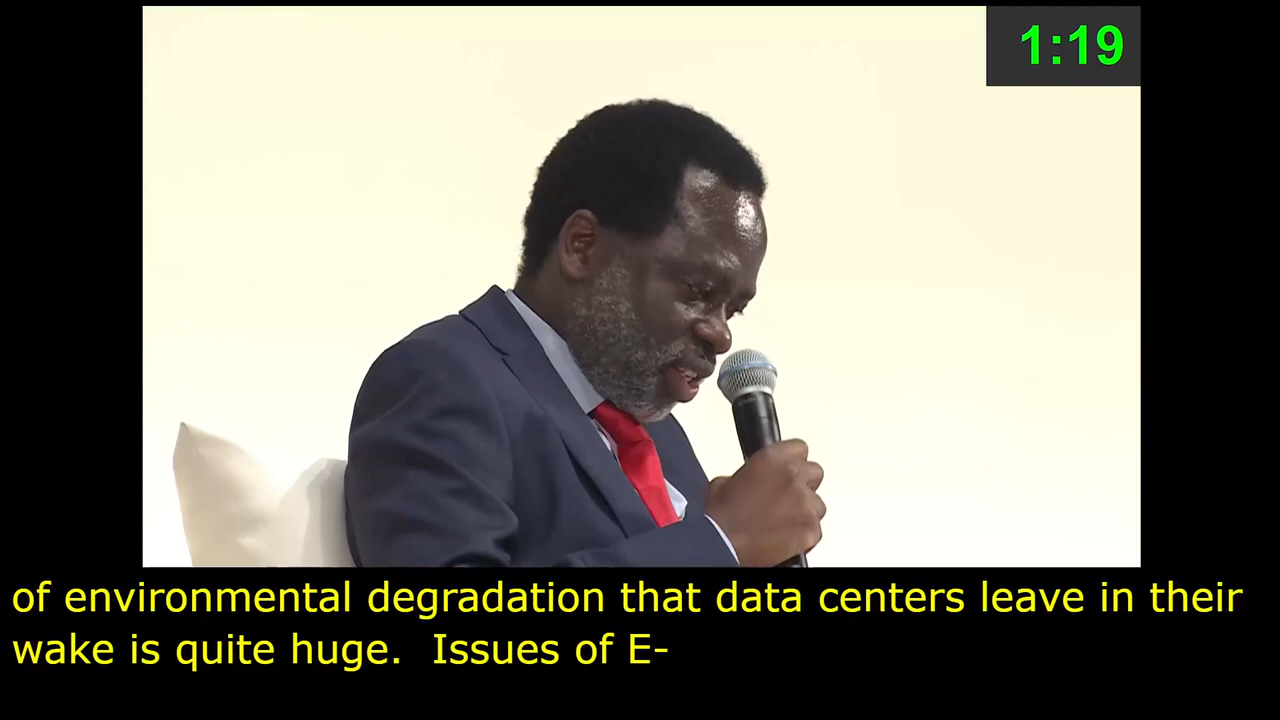 1:19
of environmental degradation that data centers leave in their
wake is quite huge.  Issues of E-